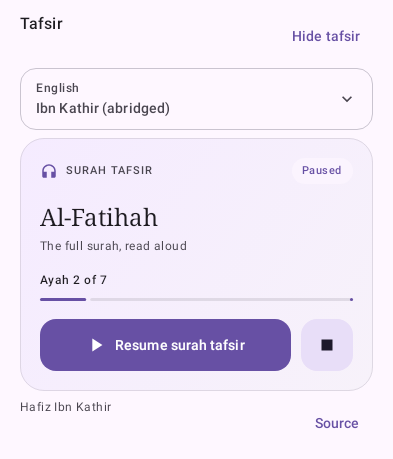 Tafsir
Hide tafsir
English
Ibn Kathir (abridged)
SURAH TAFSIR
Paused
Al-Fatihah
The full surah, read aloud
Ayah 2 of 7
Resume surah tafsir
Hafiz Ibn Kathir
Source